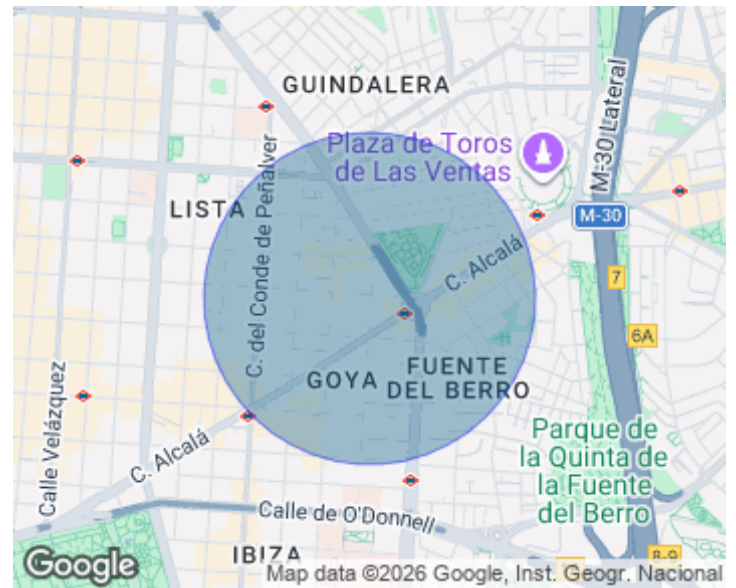 GUINDALERA
Plaza de Toros
de Las Ventas
M-30 Lateral
C. del Conde de Peñalver
LISTA
M-30
C. Alcalá
7
6A
GOYA
FUENTE
DEL BERRO
Calle Velázquez
C. Alcalá
Parque de
la Quinta de
la Fuente
del Berro
Calle de O'Donnell
IBIZA
8-9
Google
Map data ©2026 Google, Inst. Geogr. Nacional